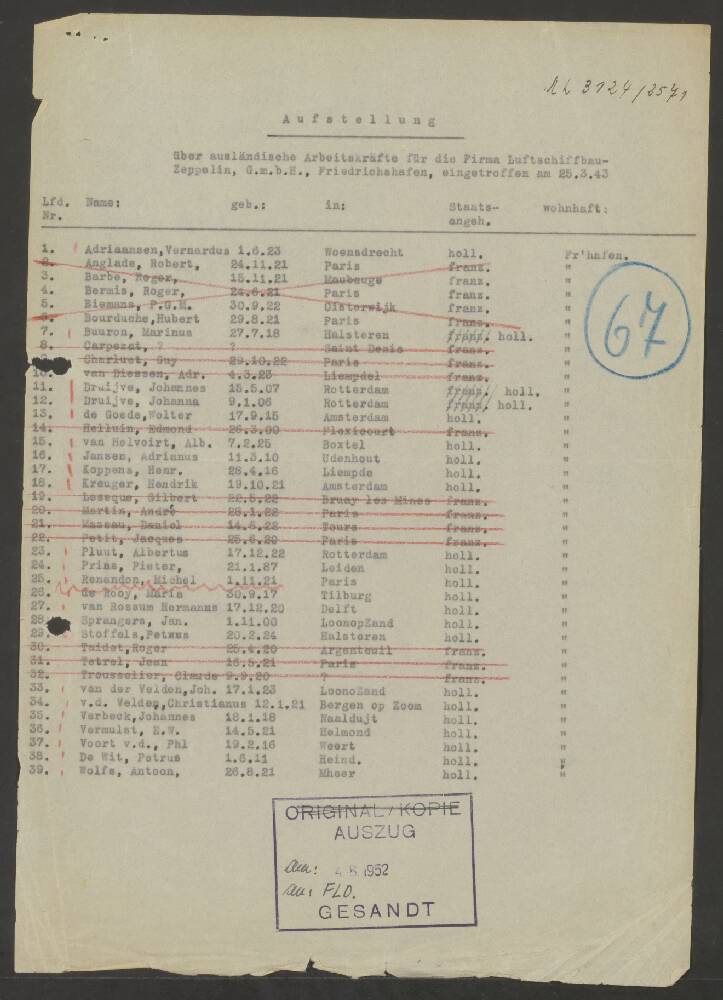 3124/2571
Aufstellung
über ausländische Arbeitskräfte für die Firma Luftschiffbau-
Zeppelin, G.m.b.H., Friedrichshafen, eingetroffen am 25.3.43
Lfd. Name: geb.: in: Staats- wohnhaft:
Nr. angeh.
1. Adriaansen,Vernardus 1.6.23 Woensdrecht holl. Fr'hafen.
2. Anglade, Robert, 24.11.21 Paris franz. "
3. Barbe, Roger, 15.11.21 Maubeuge franz. "
4. Bermis, Roger, 24.6.21 Paris franz. "
5. Biemans, P.G.M. 30.9.22 Oisterwijk franz. "
6. Bourduche,Hubert 29.8.21 Paris franz. "
7. Buuron, Marinus 27.7.18 Halsteren franz. holl. "
8. Carpezat, ? ? Saint Denis franz. "
9. Charluet, Guy 29.10.22 Paris franz. "
10. van Diessen, Adr. 4.3.23 Liempdel franz. "
11. Druijve, Johannes 15.5.07 Rotterdam franz. holl. "
12. Druijve, Johanna 9.1.06 Rotterdam franz. holl. "
13. de Goede,Wolter 17.9.15 Amsterdam holl. "
14. Heiluin, Edmond 26.3.00 Flexicourt franz. "
15. van Helvoirt, Alb. 7.2.25 Boxtel holl. "
16. Jansen, Adrianus 11.3.10 Udenhout holl. "
17. Koppens, Henr. 28.4.16 Liempde holl. "
18. Kreuger, Hendrik 19.10.21 Amsterdam holl. "
19. Lesoque, Gilbert 22.5.22 Bruay les Mines franz. "
20. Martin, André 28.1.22 Paris franz. "
21. Masseu, Daniel 14.6.22 Tours franz. "
22. Petit, Jacques 25.6.20 Paris franz. "
23. Pluut, Albertus 17.12.22 Rotterdam holl. "
24. Prins, Pieter, 21.1.87 Leiden holl. "
25. Renandon, Michel 1.11.21 Paris holl. "
26. de Rooy, Maria 30.9.17 Tilburg holl. "
27. van Rossum Hermanns 17.12.20 Delft holl. "
28. Sprangers, Jan. 1.11.00 LoonopZand holl. "
29. Stoffels,Petrus 20.2.24 Halsteren holl. "
30. Taidet,Roger 25.4.20 Argenteuil franz. "
31. Tetrel, Jean 16.5.21 Paris franz. "
32. Trousselier, Claude 9.9.20 ? franz. "
33. van der Velden,Joh. 17.1.23 LoonoZand holl. "
34. v.d. Velden,Christianus 12.1.21 Bergen op Zoom holl. "
35. Verbeck,Johannes 18.1.18 Naaldujt holl. "
36. Vermulst, E.W. 14.5.21 Helmond holl. "
37. Voort v.d., Phl 19.2.16 Weert holl. "
38. De Wit, Petrus 1.6.11 Heind. holl. "
39. Wolfs, Antoon, 26.8.21 Mheer holl. "
67
ORIGINAL / KOPIE
AUSZUG
am: 4.6.1952
an: FLD.
GESANDT